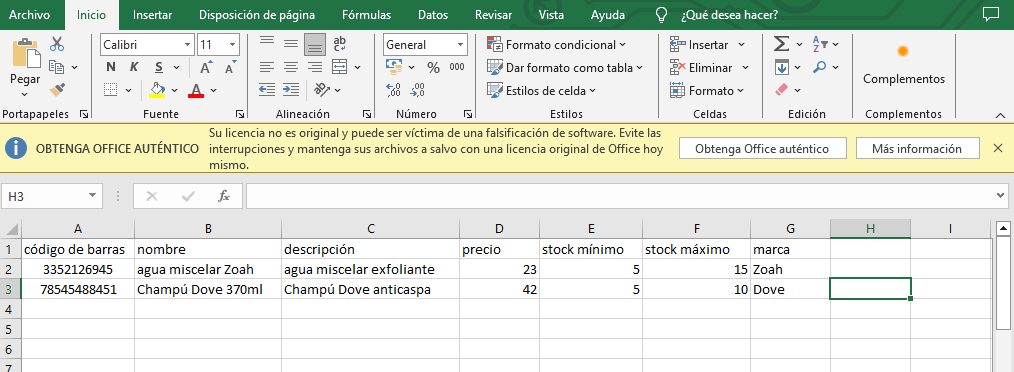 Archivo Inicio Insertar Disposición de página Fórmulas Datos Revisar Vista Ayuda ¿Qué desea hacer?
Pegar
Calibri 11
N K S A A
A
ab
c
General
% 000
Formato condicional
Dar formato como tabla
Estilos de celda
Insertar
Eliminar
Formato
Σ A
Z
Complementos
Portapapeles Fuente Alineación Número Estilos Celdas Edición Complementos
OBTENGA OFFICE AUTÉNTICO
Su licencia no es original y puede ser víctima de una falsificación de software. Evite las
interrupciones y mantenga sus archivos a salvo con una licencia original de Office hoy
mismo.
Obtenga Office auténtico Más información
H3 fx
A B C D E F G H I
1 código de barras nombre descripción precio stock mínimo stock máximo marca
2 3352126945 agua miscelar Zoah agua miscelar exfoliante 23 5 15 Zoah
3 78545488451 Champú Dove 370ml Champú Dove anticaspa 42 5 10 Dove
4
5
6
7